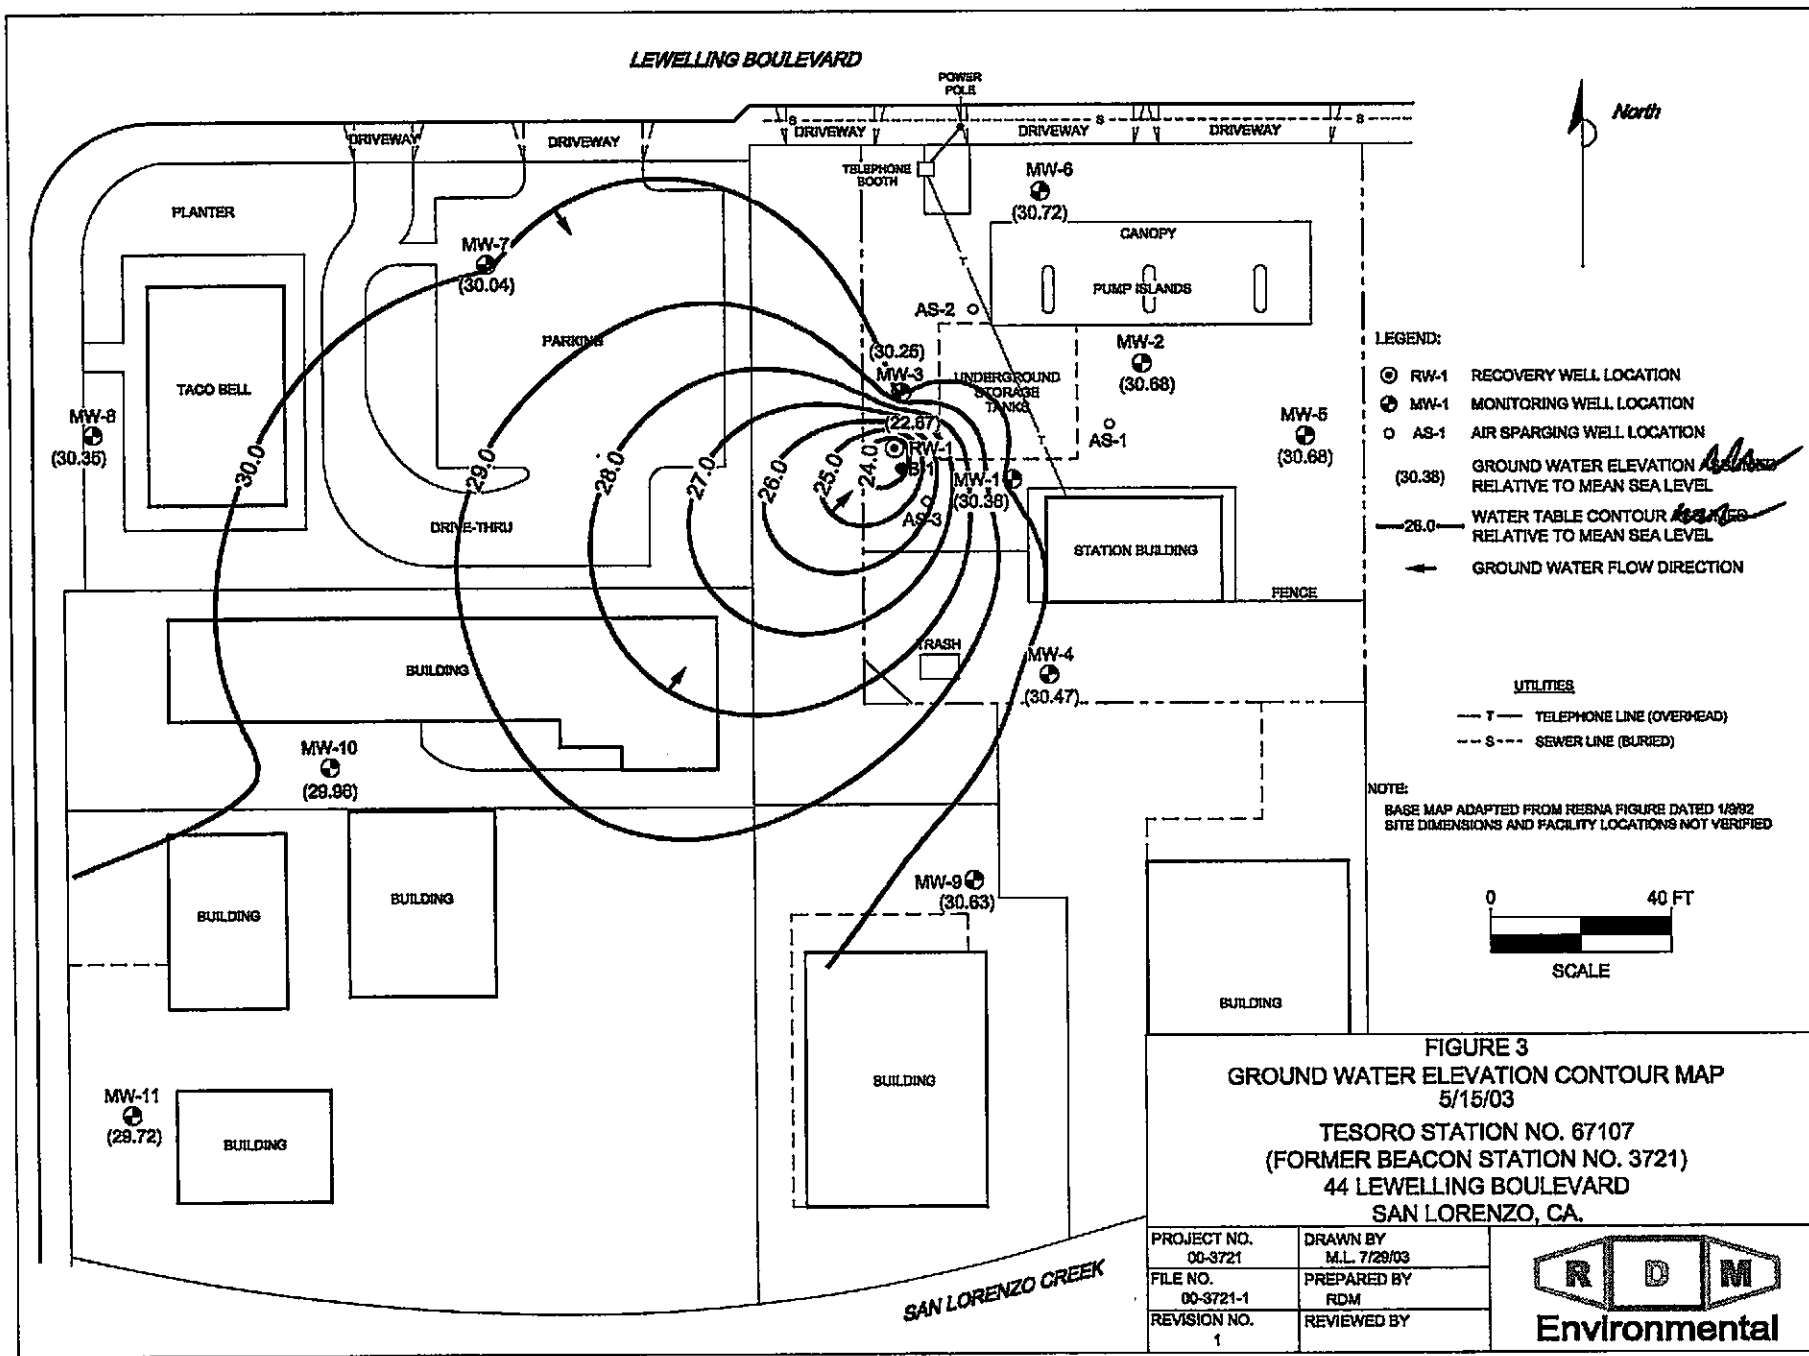 LEWELLING BOULEVARD
POWER
POLE
North
DRIVEWAY
DRIVEWAY
S
DRIVEWAY
DRIVEWAY
S
DRIVEWAY
S
TELEPHONE
BOOTH
MW-6
(30.72)
PLANTER
CANOPY
MW-7
(30.04)
T
PUMP ISLANDS
AS-2
PARKING
MW-2
(30.68)
(30.25)
MW-3
UNDERGROUND
STORAGE
TANKS
TACO BELL
MW-8
(30.35)
MW-5
(30.68)
AS-1
T
(22.67)
RW-1
B-1
30.0
29.0
28.0
27.0
26.0
25.0
24.0
MW-1
(30.38)
AS-3
DRIVE-THRU
STATION BUILDING
FENCE
TRASH
MW-4
(30.47)
BUILDING
MW-10
(29.96)
BUILDING
BUILDING
MW-9
(30.63)
BUILDING
BUILDING
MW-11
(29.72)
BUILDING
SAN LORENZO CREEK
LEGEND:
RW-1 RECOVERY WELL LOCATION
MW-1 MONITORING WELL LOCATION
AS-1 AIR SPARGING WELL LOCATION
(30.38) GROUND WATER ELEVATION
RELATIVE TO MEAN SEA LEVEL
26.0 WATER TABLE CONTOUR
RELATIVE TO MEAN SEA LEVEL
GROUND WATER FLOW DIRECTION
UTILITIES
T TELEPHONE LINE (OVERHEAD)
S SEWER LINE (BURIED)
NOTE:
BASE MAP ADAPTED FROM RESNA FIGURE DATED 1/9/92
SITE DIMENSIONS AND FACILITY LOCATIONS NOT VERIFIED
0 40 FT
SCALE
FIGURE 3
GROUND WATER ELEVATION CONTOUR MAP
5/15/03
TESORO STATION NO. 67107
(FORMER BEACON STATION NO. 3721)
44 LEWELLING BOULEVARD
SAN LORENZO, CA.
PROJECT NO.
00-3721
DRAWN BY
M.L. 7/29/03
FILE NO.
00-3721-1
PREPARED BY
RDM
REVISION NO.
1
REVIEWED BY
R D M
Environmental